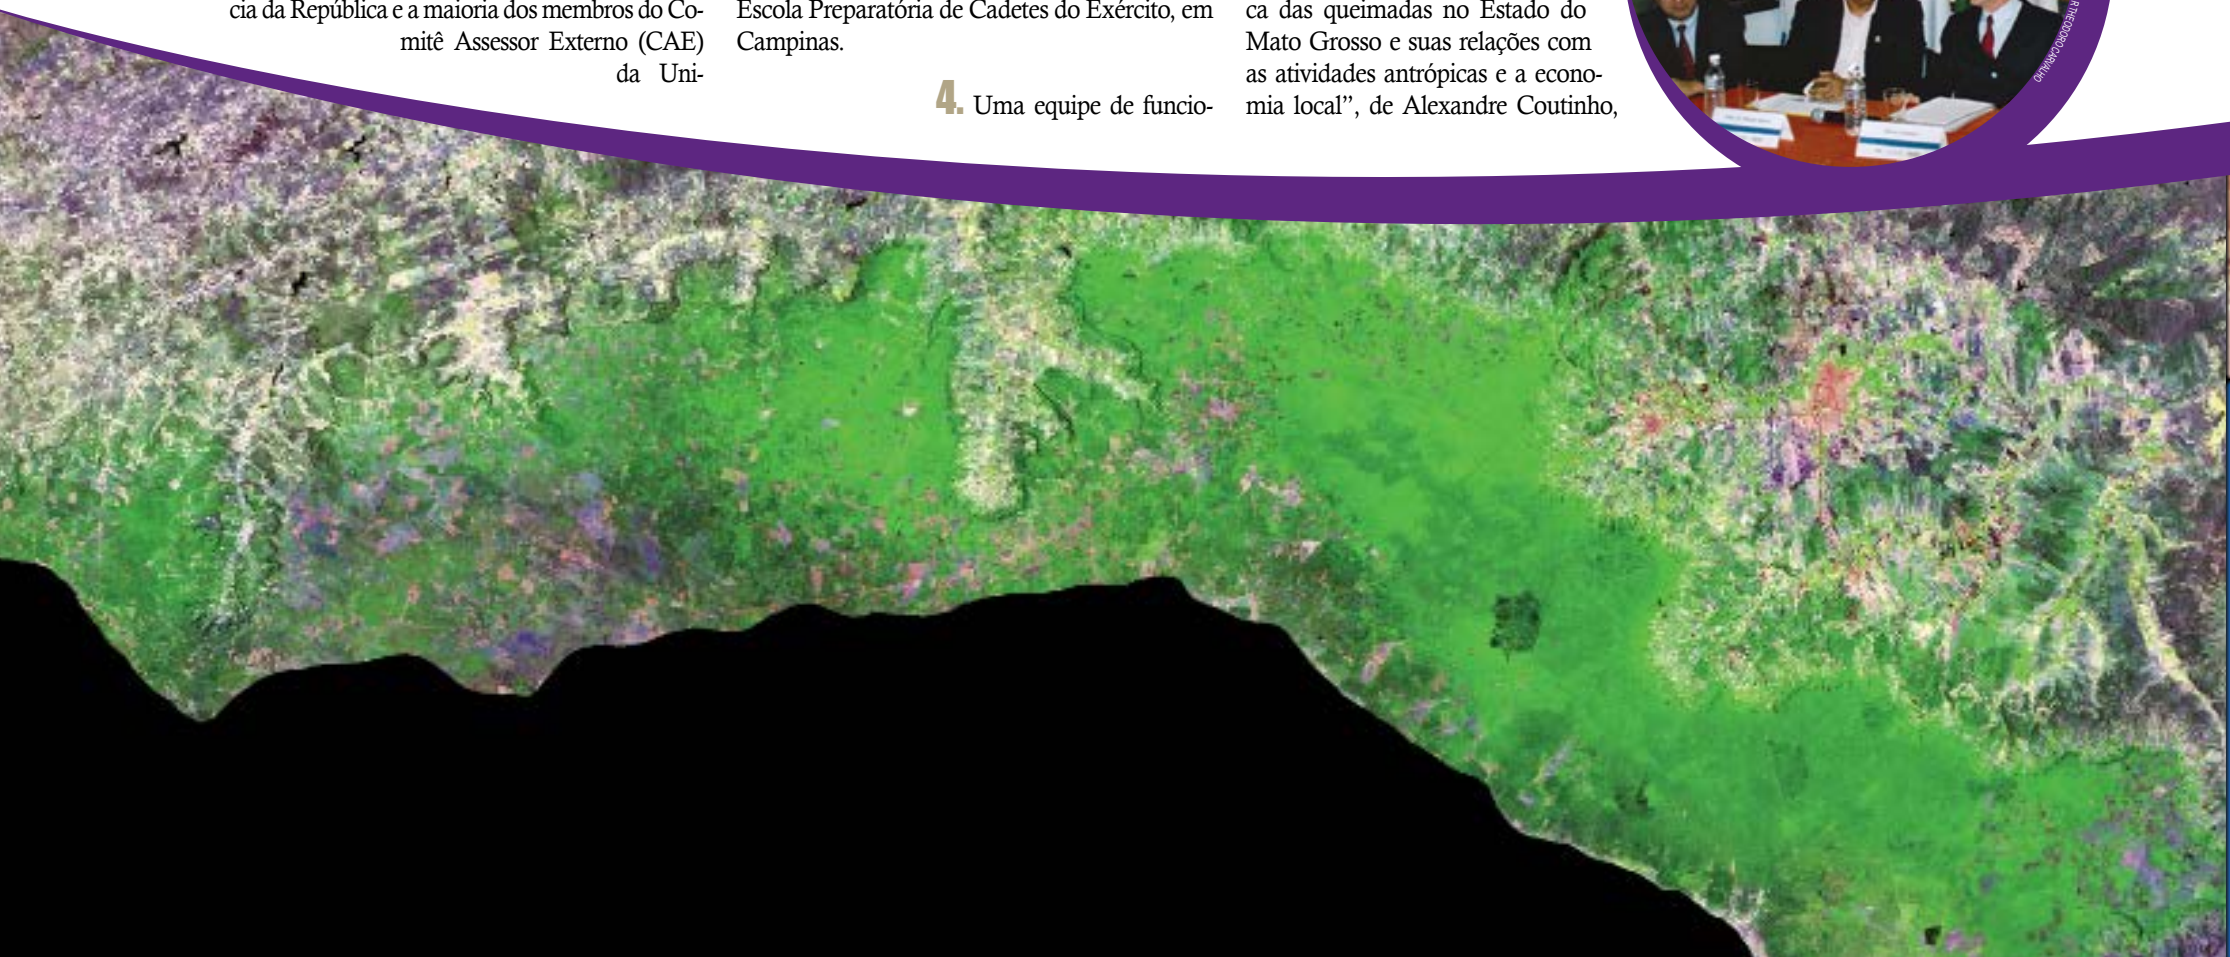 cia da República e a maioria dos membros do Co-
mitê Assessor Externo (CAE)
da Uni-
Escola Preparatória de Cadetes do Exército, em
Campinas.
4. Uma equipe de funcio-
ca das queimadas no Estado do
Mato Grosso e suas relações com
as atividades antrópicas e a econo-
mia local”, de Alexandre Coutinho,
THEODORO CARVALHO